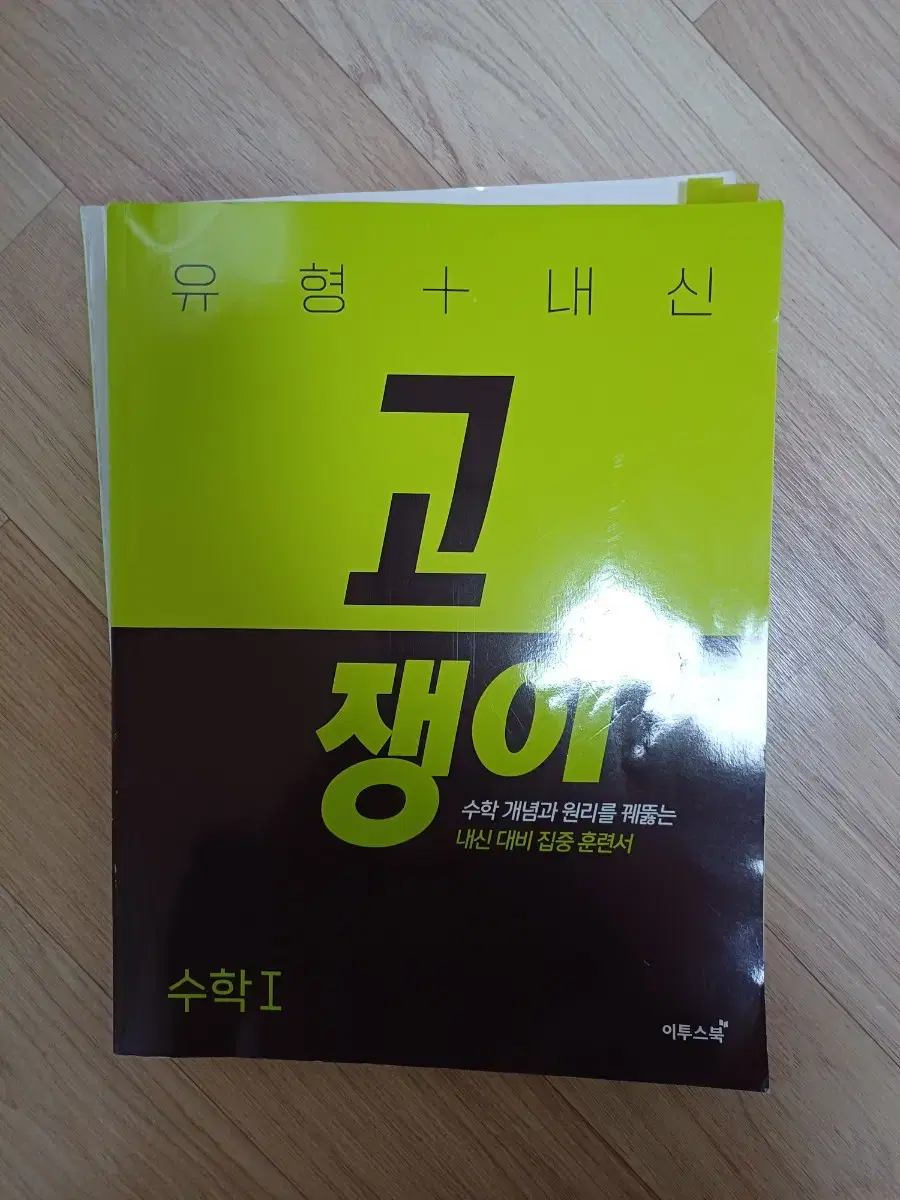 유형+내신
고
쟁이
수학 개념과 원리를 꿰뚫는
내신 대비 집중 훈련서
수학 I
이투스북